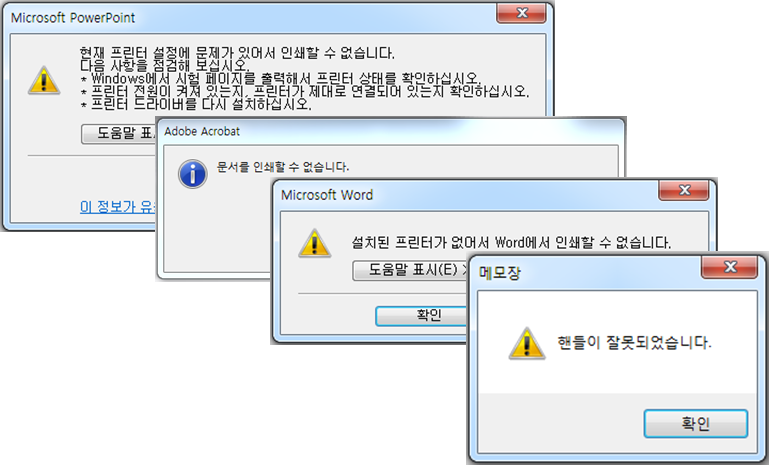 Microsoft PowerPoint
현재 프린터 설정에 문제가 있어서 인쇄할 수 없습니다.
다음 사항을 점검해 보십시오.
* Windows에서 시험 페이지를 출력해서 프린터 상태를 확인하십시오.
* 프린터 전원이 켜져 있는지, 프린터가 제대로 연결되어 있는지 확인하십시오.
* 프린터 드라이버를 다시 설치하십시오.
도움말 표시
이 정보가
Adobe Acrobat
문서를 인쇄할 수 없습니다.
Microsoft Word
설치된 프린터가 없어서 Word에서 인쇄할 수 없습니다.
도움말 표시(E) >
확인
메모장
핸들이 잘못되었습니다.
확인